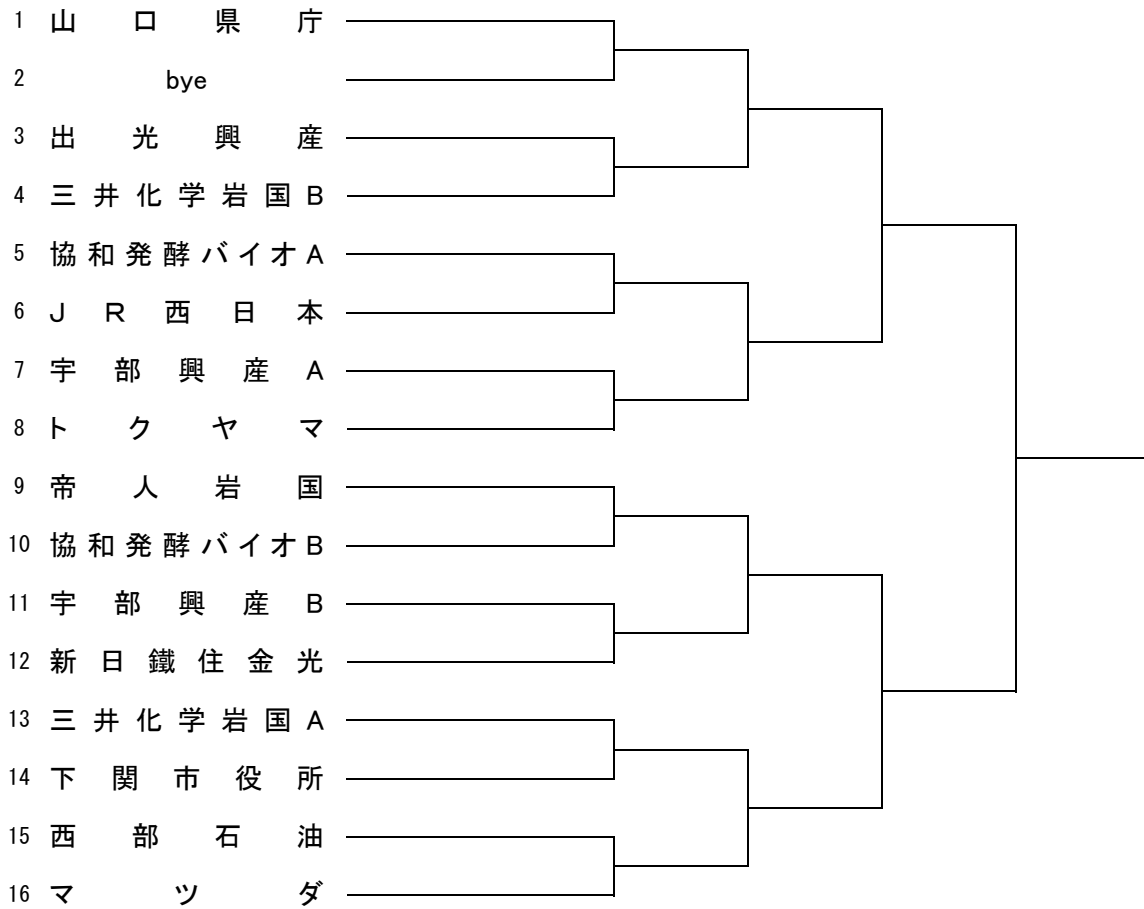 1 山口県庁
2 bye
3 出光興産
4 三井化学岩国B
5 協和発酵バイオA
6 JR西日本
7 宇部興産A
8 トクヤマ
9 帝人岩国
10 協和発酵バイオB
11 宇部興産B
12 新日鐵住金光
13 三井化学岩国A
14 下関市役所
15 西部石油
16 マツダ